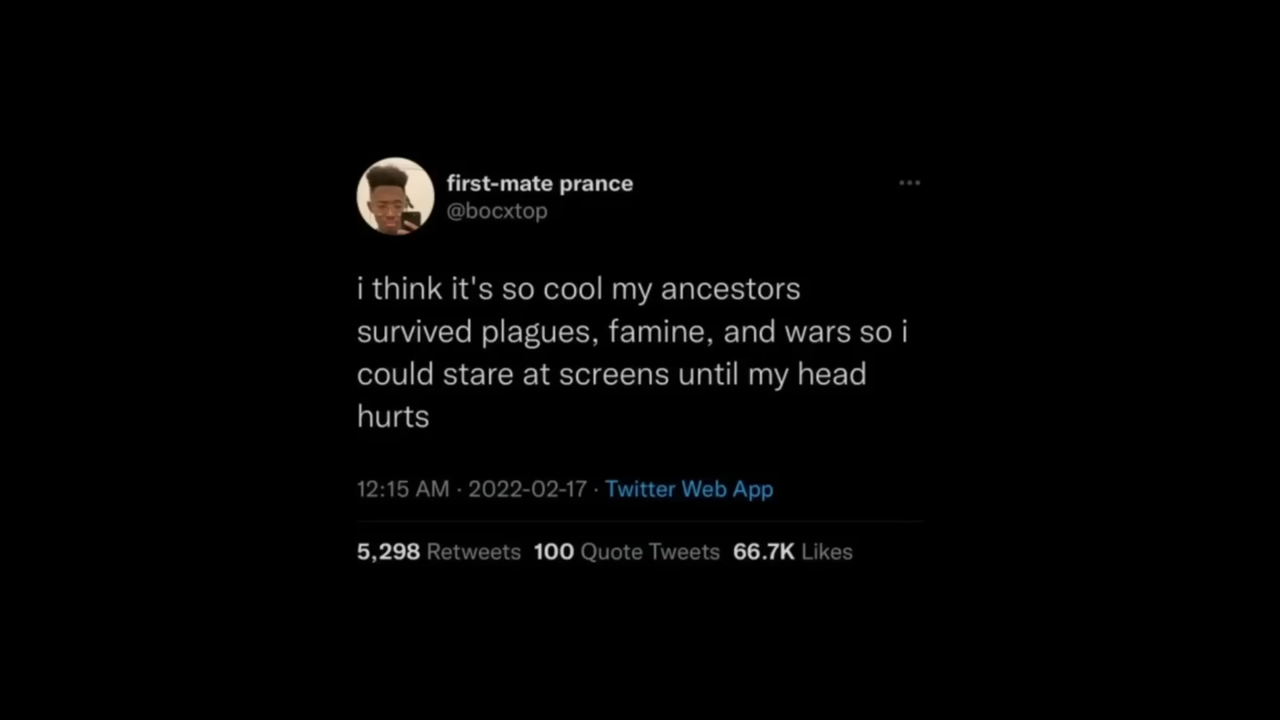 first-mate prance
@bocxtop
i think it's so cool my ancestors
survived plagues, famine, and wars so i
could stare at screens until my head
hurts
12:15 AM · 2022-02-17 · Twitter Web App
5,298 Retweets 100 Quote Tweets 66.7K Likes